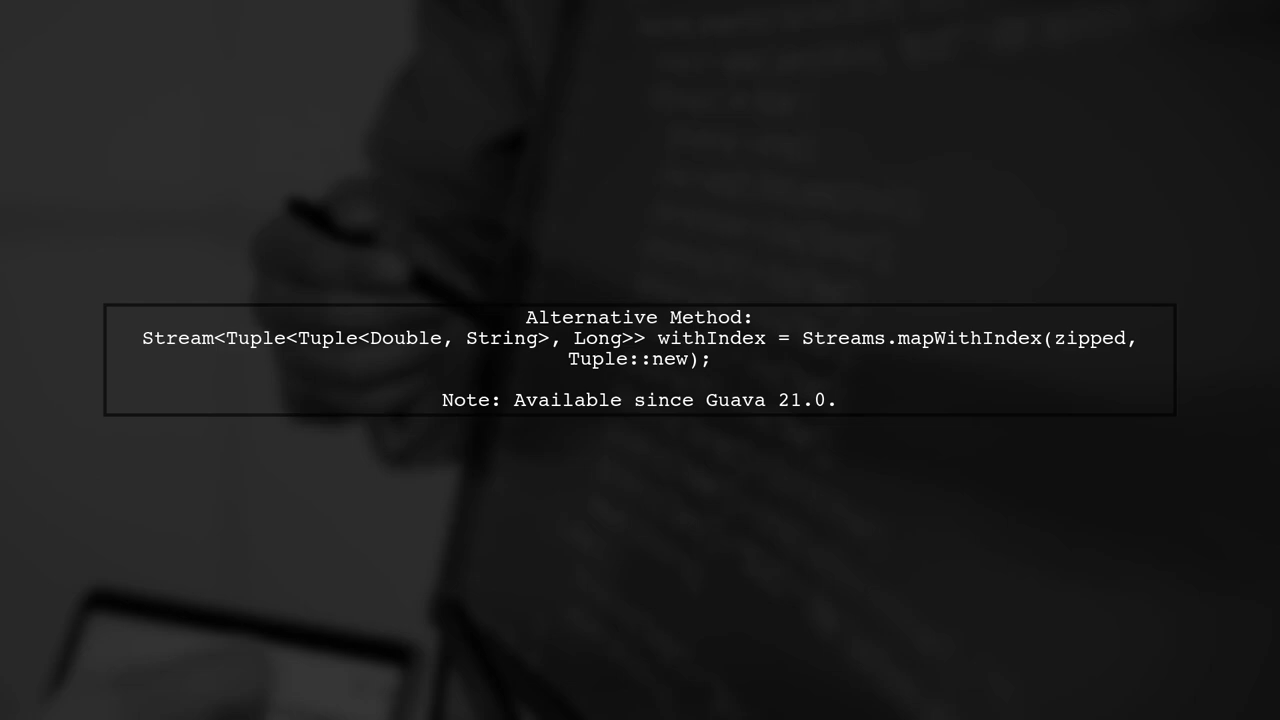 Alternative Method:
Stream<Tuple<Tuple<Double, String>, Long>> withIndex = Streams.mapWithIndex(zipped,
Tuple::new);
Note: Available since Guava 21.0.